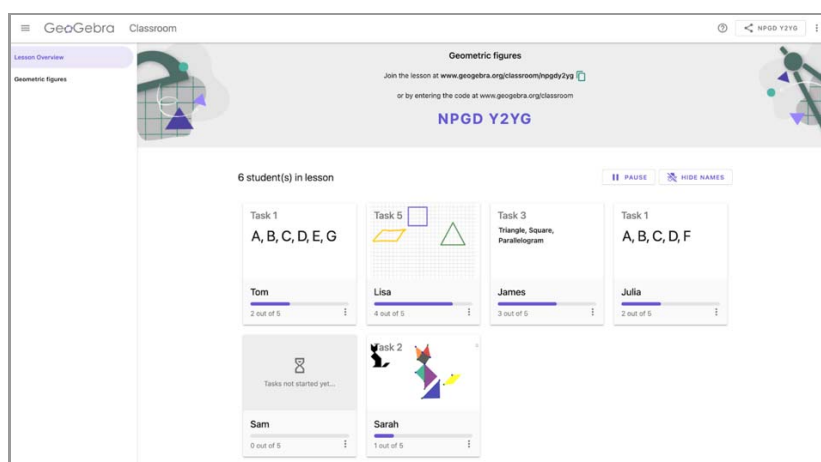 GeoGebra Classroom
NPGD Y2YG
Lesson Overview
Geometric figures
Geometric figures
Join the lesson at www.geogebra.org/classroom/npgdy2yg
or by entering the code at www.geogebra.org/classroom
NPGD Y2YG
6 student(s) in lesson
PAUSE
HIDE NAMES
Task 1
A, B, C, D, E, G
Tom
2 out of 5
Task 5
Lisa
4 out of 5
Task 3
Triangle, Square,
Parallelogram
James
3 out of 5
Task 1
A, B, C, D, F
Julia
2 out of 5
Tasks not started yet...
Sam
0 out of 5
Task 2
Sarah
1 out of 5